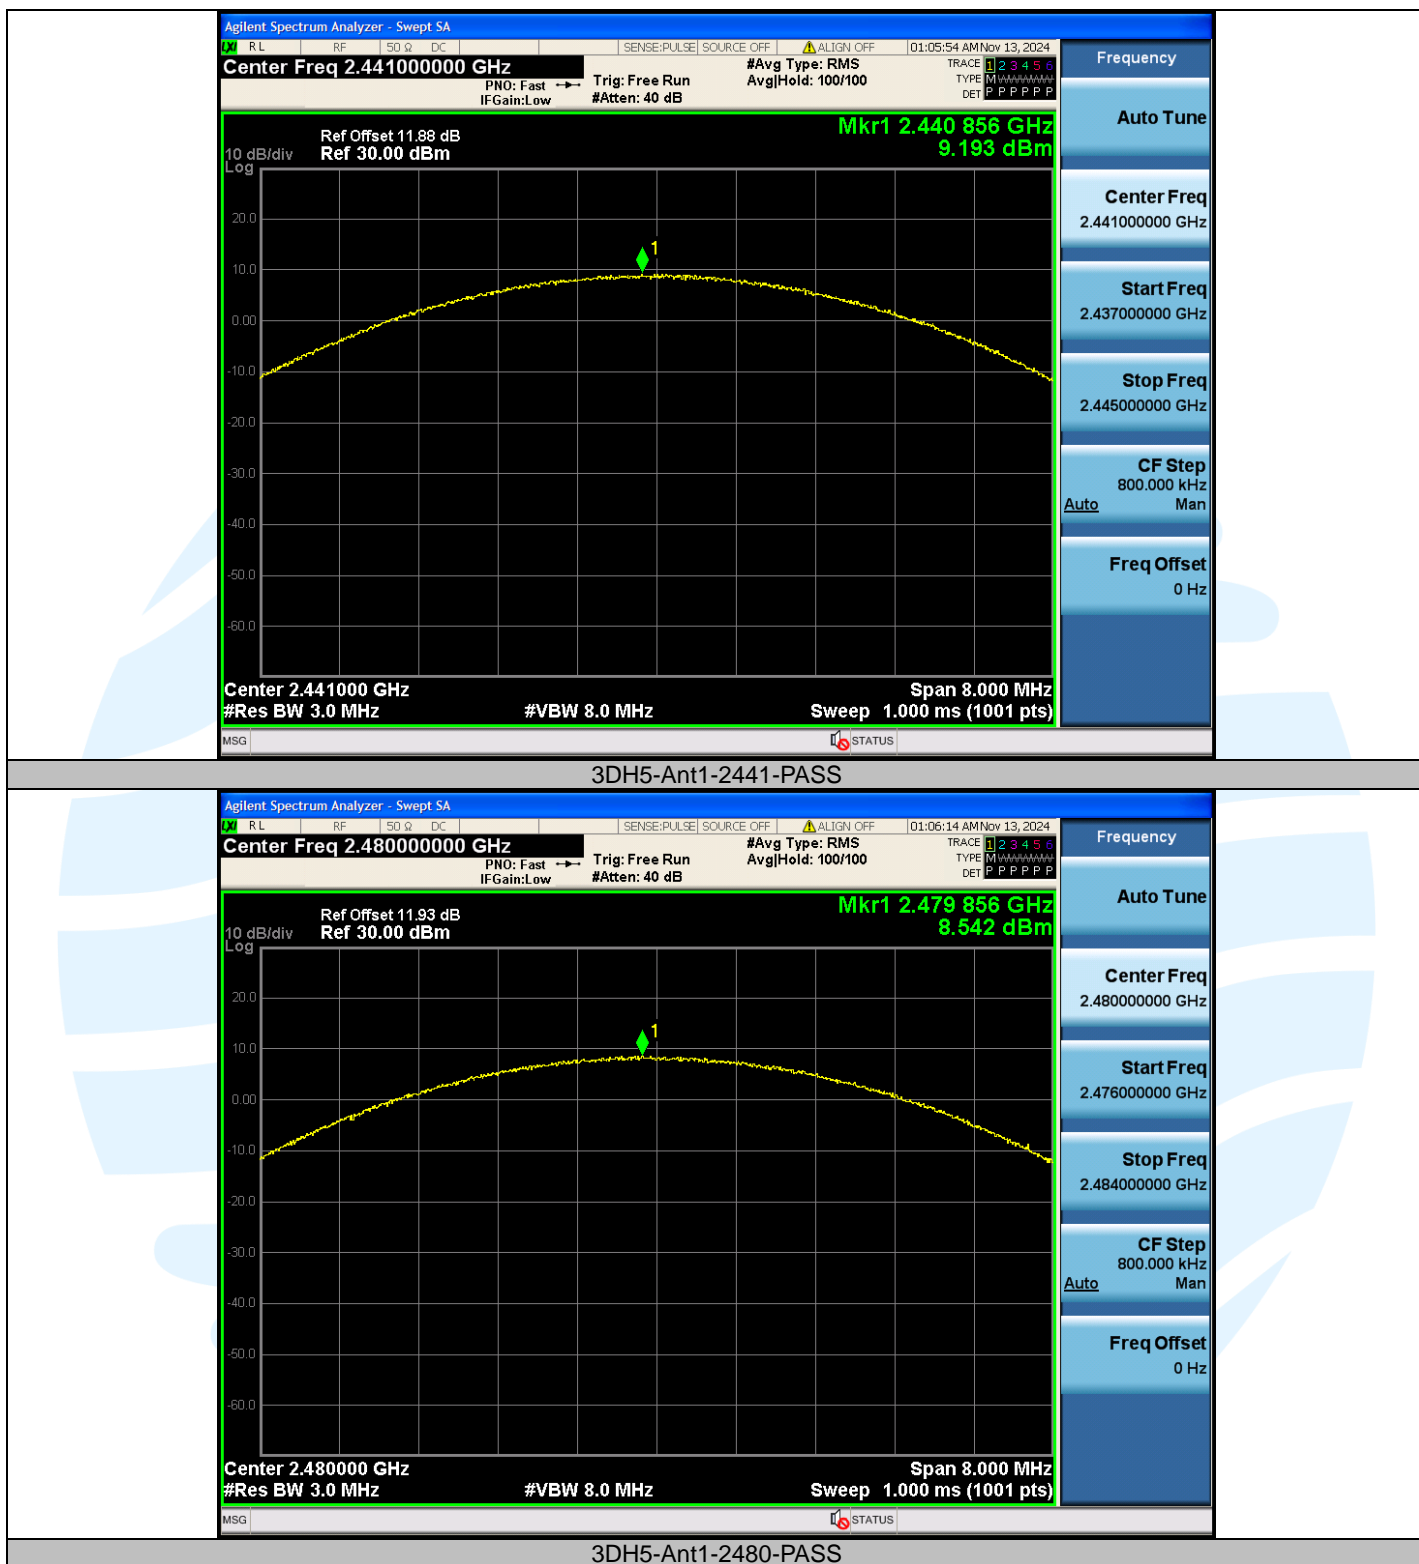 Agilent Spectrum Analyzer - Swept SA
LXI RL RF 50 Ω DC SENSE:PULSE SOURCE OFF ALIGN OFF 01:05:54 AM Nov 13, 2024
Center Freq 2.441000000 GHz
PNO: Fast
IFGain:Low
Trig: Free Run
#Atten: 40 dB
#Avg Type: RMS
Avg|Hold: 100/100
TRACE 1 2 3 4 5 6
TYPE M
DET P P P P P P
Frequency
Auto Tune
Center Freq
2.441000000 GHz
Start Freq
2.437000000 GHz
Stop Freq
2.445000000 GHz
CF Step
800.000 kHz
Auto Man
Freq Offset
0 Hz
Mkr1 2.440 856 GHz
9.193 dBm
Ref Offset 11.88 dB
10 dB/div Ref 30.00 dBm
Log
20.0
1
10.0
0.00
-10.0
-20.0
-30.0
-40.0
-50.0
-60.0
Center 2.441000 GHz Span 8.000 MHz
#Res BW 3.0 MHz #VBW 8.0 MHz Sweep 1.000 ms (1001 pts)
MSG STATUS
3DH5-Ant1-2441-PASS
Agilent Spectrum Analyzer - Swept SA
LXI RL RF 50 Ω DC SENSE:PULSE SOURCE OFF ALIGN OFF 01:06:14 AM Nov 13, 2024
Center Freq 2.480000000 GHz
PNO: Fast
IFGain:Low
Trig: Free Run
#Atten: 40 dB
#Avg Type: RMS
Avg|Hold: 100/100
TRACE 1 2 3 4 5 6
TYPE M
DET P P P P P P
Frequency
Auto Tune
Center Freq
2.480000000 GHz
Start Freq
2.476000000 GHz
Stop Freq
2.484000000 GHz
CF Step
800.000 kHz
Auto Man
Freq Offset
0 Hz
Mkr1 2.479 856 GHz
8.542 dBm
Ref Offset 11.93 dB
10 dB/div Ref 30.00 dBm
Log
20.0
1
10.0
0.00
-10.0
-20.0
-30.0
-40.0
-50.0
-60.0
Center 2.480000 GHz Span 8.000 MHz
#Res BW 3.0 MHz #VBW 8.0 MHz Sweep 1.000 ms (1001 pts)
MSG STATUS
3DH5-Ant1-2480-PASS